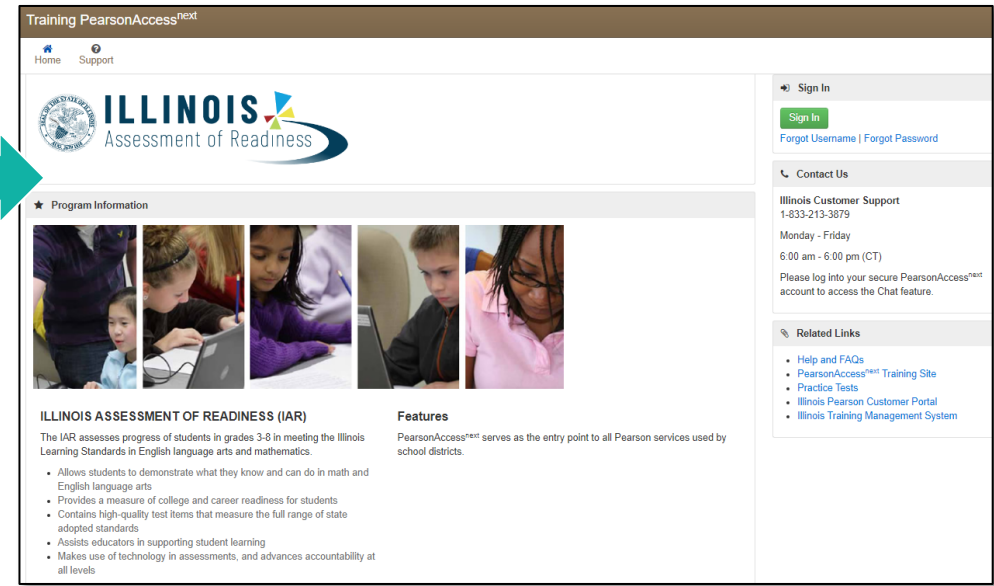 Training PearsonAccessnext
Home
Support
ILLINOIS
Assessment of Readiness
Program Information
ILLINOIS ASSESSMENT OF READINESS (IAR)
The IAR assesses progress of students in grades 3-8 in meeting the Illinois
Learning Standards in English language arts and mathematics.
• Allows students to demonstrate what they know and can do in math and
English language arts
• Provides a measure of college and career readiness for students
• Contains high-quality test items that measure the full range of state
adopted standards
• Assists educators in supporting student learning
• Makes use of technology in assessments, and advances accountability at
all levels
Features
PearsonAccessnext serves as the entry point to all Pearson services used by
school districts.
Sign In
Sign In
Forgot Username | Forgot Password
Contact Us
Illinois Customer Support
1-833-213-3879
Monday - Friday
6:00 am - 6:00 pm (CT)
Please log into your secure PearsonAccessnext
account to access the Chat feature.
Related Links
• Help and FAQs
• PearsonAccessnext Training Site
• Practice Tests
• Illinois Pearson Customer Portal
• Illinois Training Management System